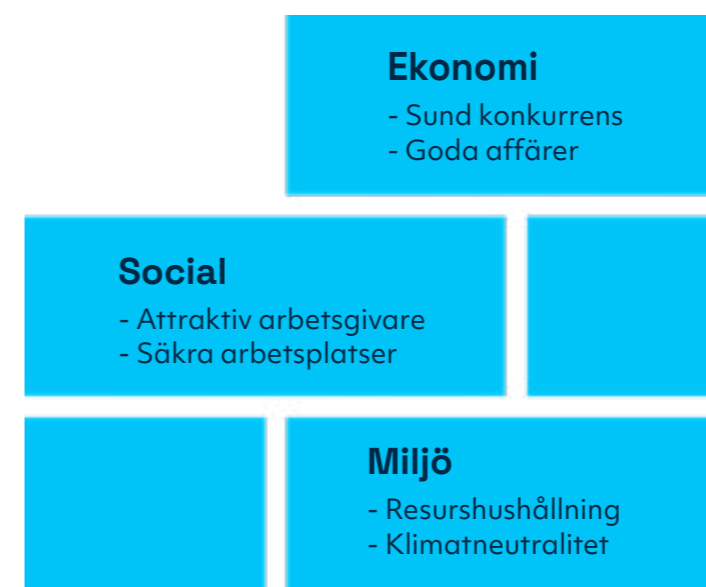 Ekonomi
- Sund konkurrens
- Goda affärer
Social
- Attraktiv arbetsgivare
- Säkra arbetsplatser
Miljö
- Resurshushållning
- Klimatneutralitet